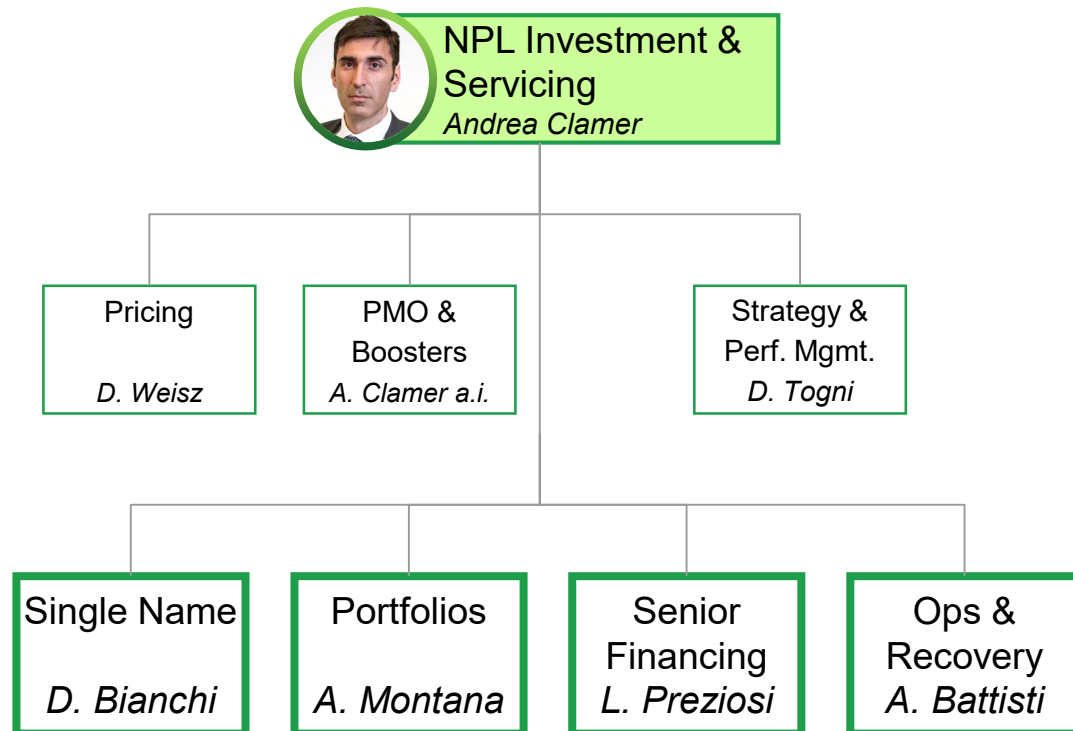 NPL Investment &
Servicing
Andrea Clamer
Pricing
D. Weisz
PMO &
Boosters
A. Clamer a.i.
Strategy &
Perf. Mgmt.
D. Togni
Single Name
D. Bianchi
Portfolios
A. Montana
Senior
Financing
L. Preziosi
Ops &
Recovery
A. Battisti